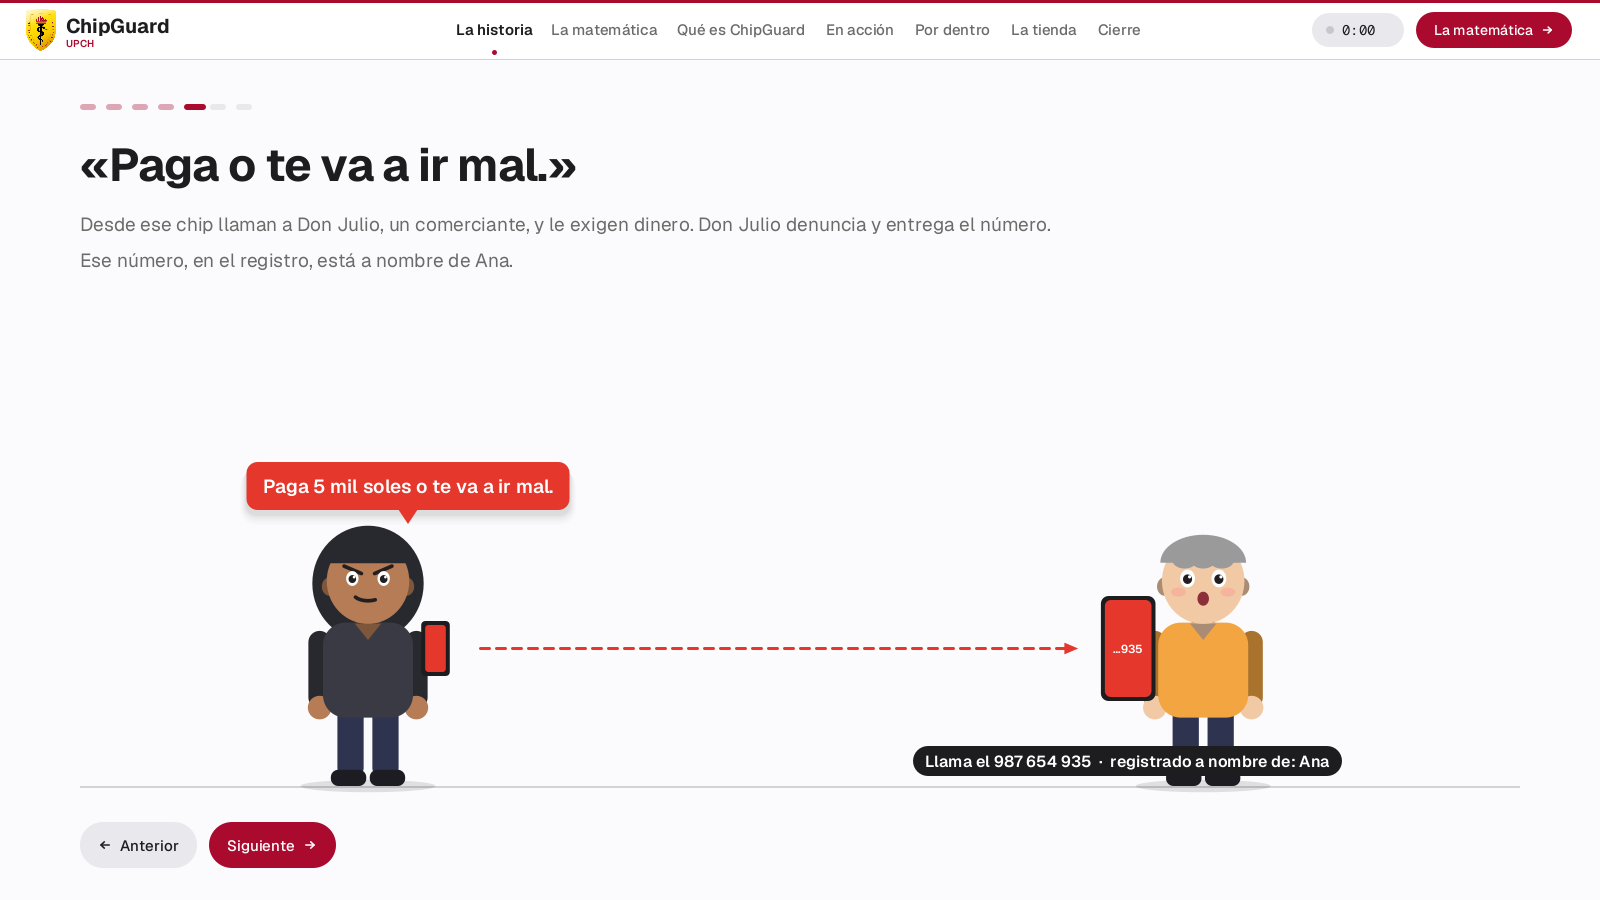 ChipGuard
UPCH
La historia
La matemática
Qué es ChipGuard
En acción
Por dentro
La tienda
Cierre
0:00
La matemática →
«Paga o te va a ir mal.»
Desde ese chip llaman a Don Julio, un comerciante, y le exigen dinero. Don Julio denuncia y entrega el número.
Ese número, en el registro, está a nombre de Ana.
Paga 5 mil soles o te va a ir mal.
...935
Llama el 987 654 935 · registrado a nombre de: Ana
← Anterior
Siguiente →